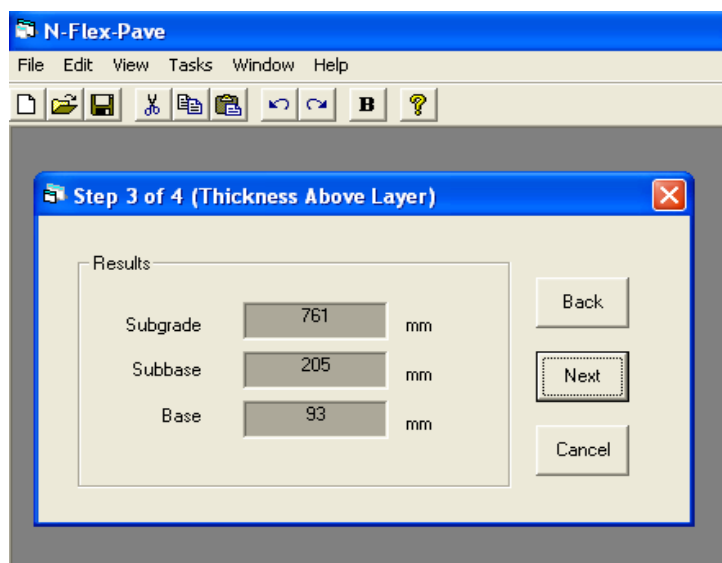 N-Flex-Pave
File Edit View Tasks Window Help
B
Step 3 of 4 (Thickness Above Layer)
Results
Subgrade 761 mm
Subbase 205 mm
Base 93 mm
Back
Next
Cancel